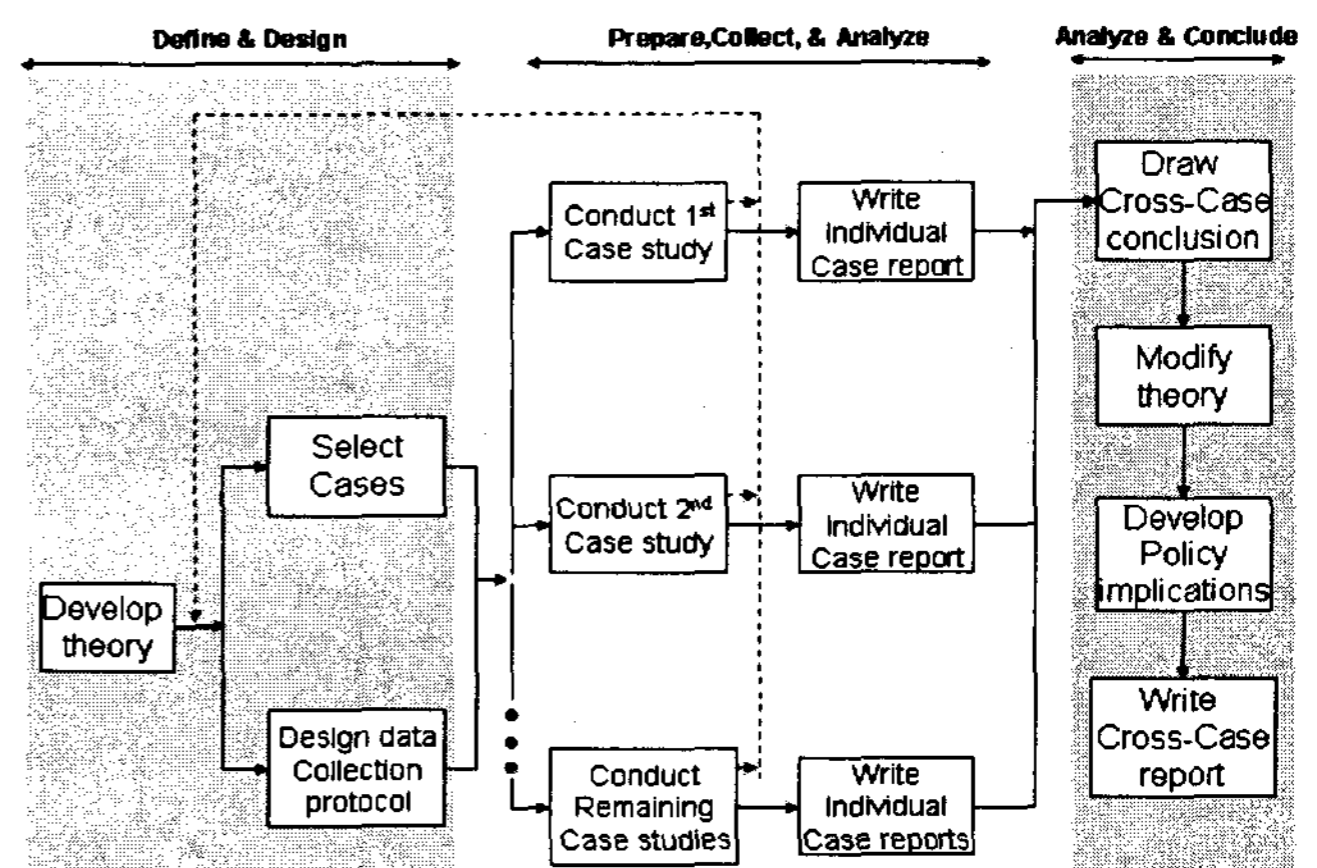 Define & Design
Prepare,Collect, & Analyze
Analyze & Conclude
Develop
theory
Select
Cases
Design data
Collection
protocol
Conduct 1st
Case study
Write
Individual
Case report
Conduct 2nd
Case study
Write
Individual
Case report
Conduct
Remaining
Case studies
Write
Individual
Case reports
Draw
Cross-Case
conclusion
Modify
theory
Develop
Policy
implications
Write
Cross-Case
report